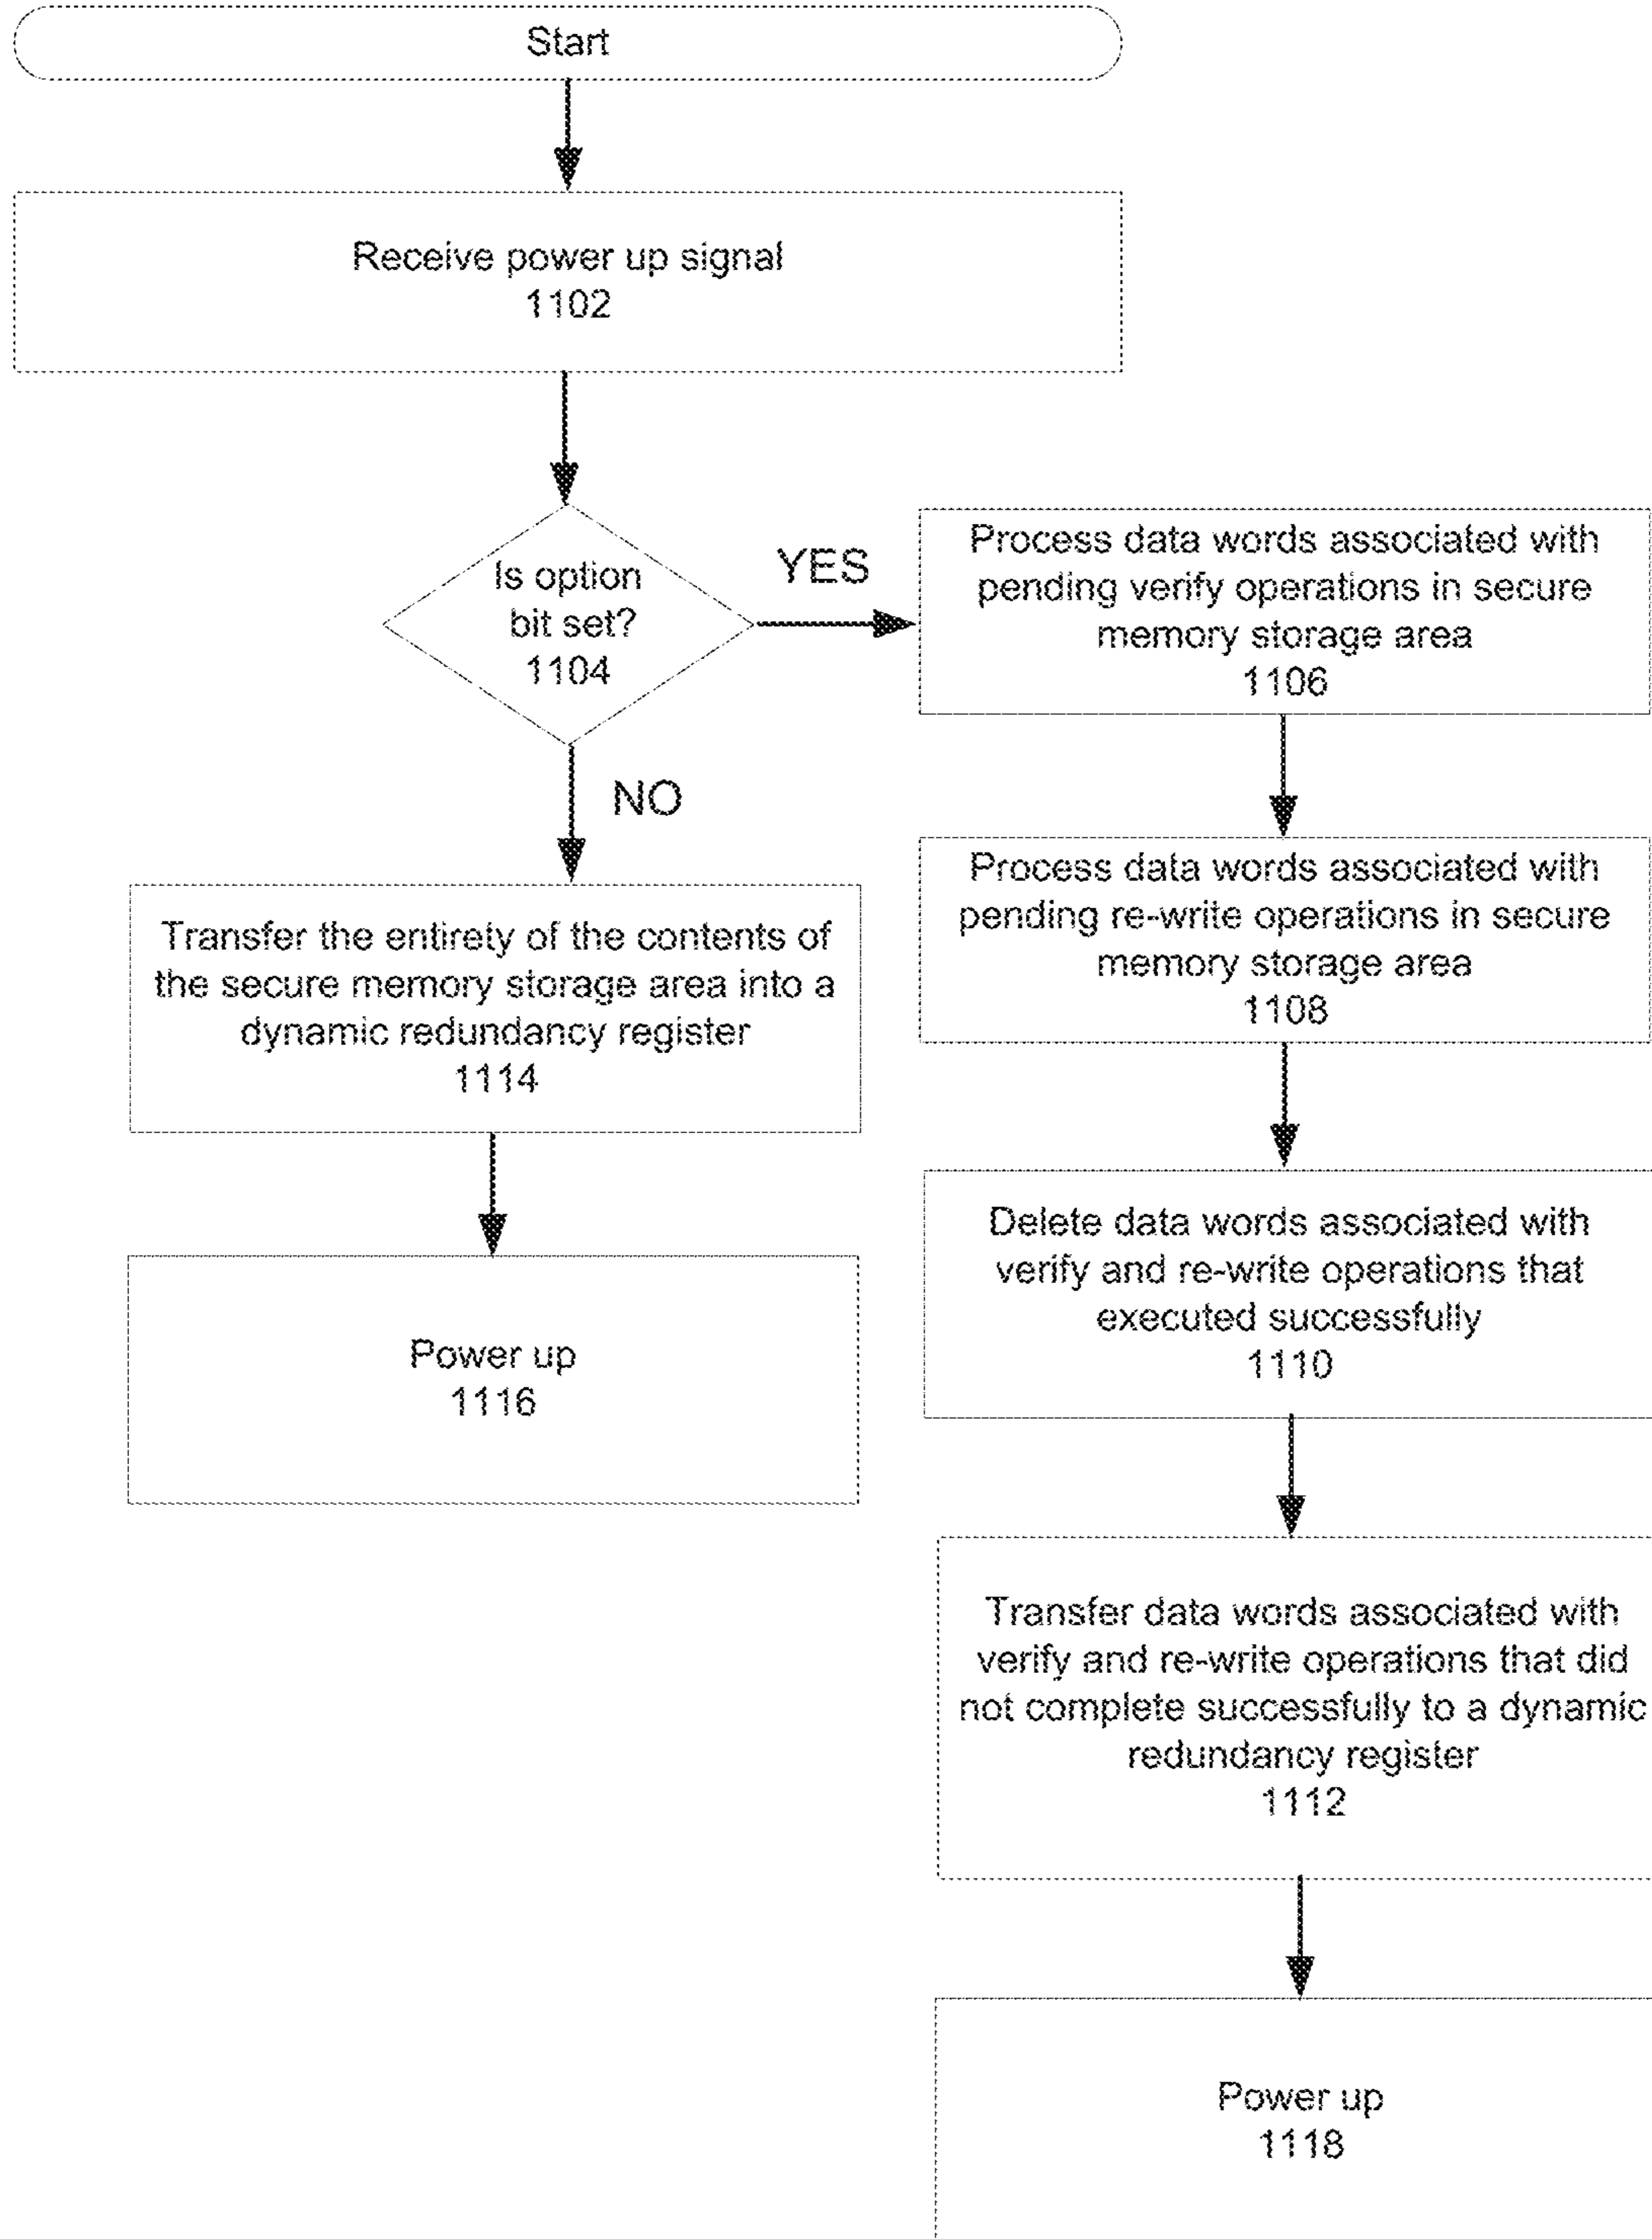 Start
Receive power up signal
1102
Is option
bit set?
1104
YES
NO
Process data words associated with
pending verify operations in secure
memory storage area
1106
Process data words associated with
pending re-write operations in secure
memory storage area
1108
Transfer the entirety of the contents of
the secure memory storage area into a
dynamic redundancy register
1114
Delete data words associated with
verify and re-write operations that
executed successfully
1110
Power up
1116
Transfer data words associated with
verify and re-write operations that did
not complete successfully to a dynamic
redundancy register
1112
Power up
1118